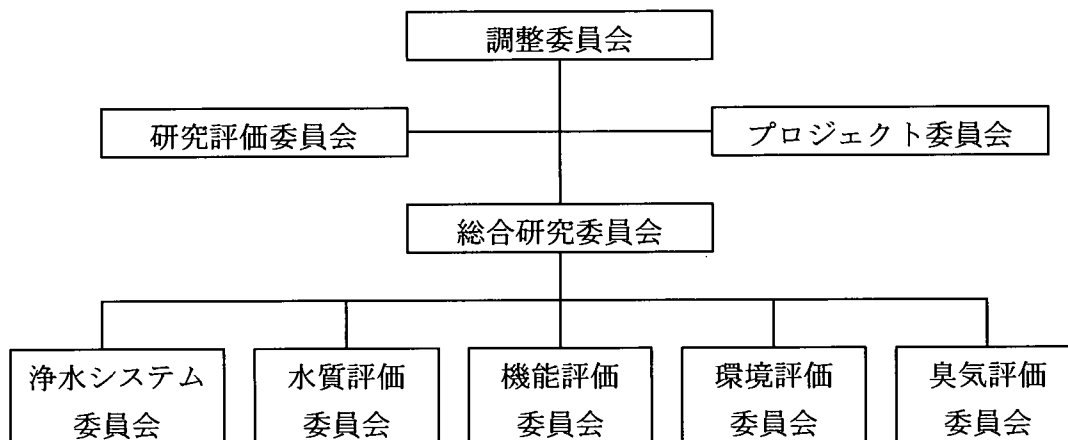 調整委員会
研究評価委員会
プロジェクト委員会
総合研究委員会
浄水システム
委員会
水質評価
委員会
機能評価
委員会
環境評価
委員会
臭気評価
委員会